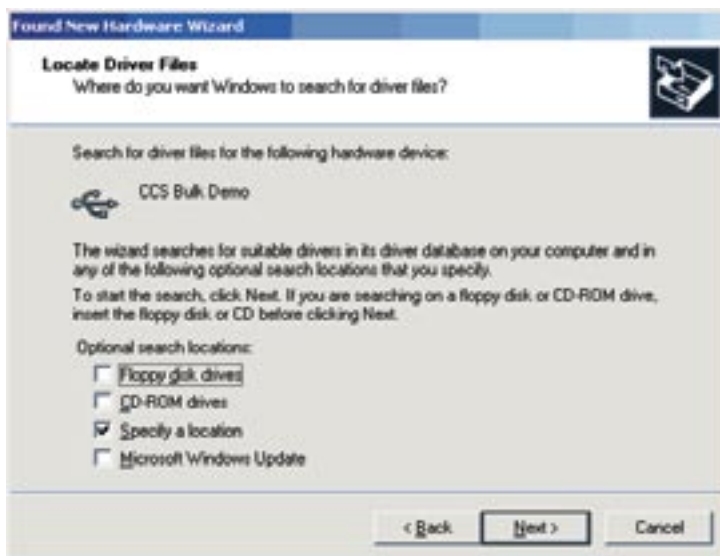 Found New Hardware Wizard
Locate Driver Files
Where do you want Windows to search for driver files?
Search for driver files for the following hardware device:
CCS Bulk Demo
The wizard searches for suitable drivers in its driver database on your computer and in
any of the following optional search locations that you specify.
To start the search, click Next. If you are searching on a floppy disk or CD-ROM drive,
insert the floppy disk or CD before clicking Next.
Optional search locations:
Floppy disk drives
CD-ROM drives
Specify a location
Microsoft Windows Update
< Back Next > Cancel